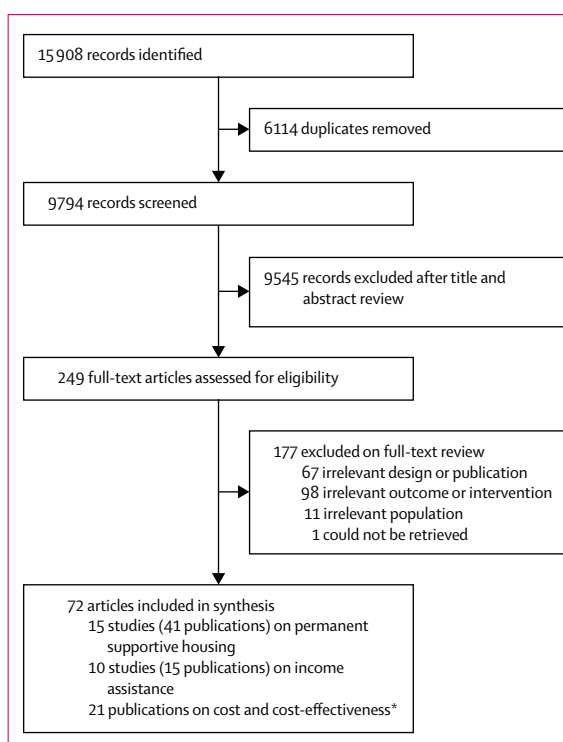 15 908 records identified
6114 duplicates removed
9794 records screened
9545 records excluded after title and
abstract review
249 full-text articles assessed for eligibility
177 excluded on full-text review
67 irrelevant design or publication
98 irrelevant outcome or intervention
11 irrelevant population
1 could not be retrieved
72 articles included in synthesis
15 studies (41 publications) on permanent
supportive housing
10 studies (15 publications) on income
assistance
21 publications on cost and cost-effectiveness*